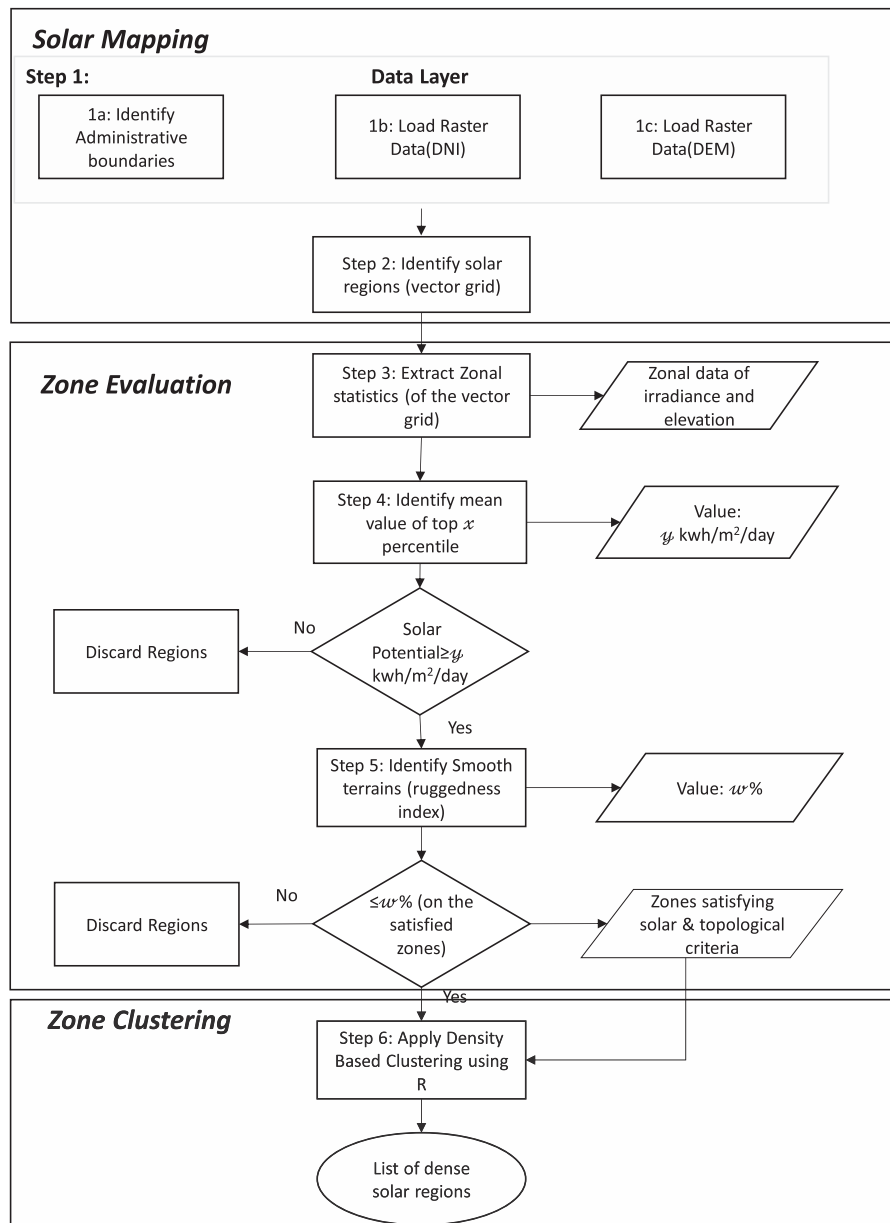 Solar Mapping
Step 1:
Data Layer
1a: Identify
Administrative
boundaries
1b: Load Raster
Data(DNI)
1c: Load Raster
Data(DEM)
Step 2: Identify solar
regions (vector grid)
Zone Evaluation
Step 3: Extract Zonal
statistics (of the vector
grid)
Zonal data of
irradiance and
elevation
Step 4: Identify mean
value of top 𝓍
percentile
Value:
𝓎 kwh/m²/day
Solar
Potential≥𝓎
kwh/m²/day
No
Discard Regions
Yes
Step 5: Identify Smooth
terrains (ruggedness
index)
Value: 𝓌%
≤𝓌% (on the
satisfied
zones)
No
Discard Regions
Zones satisfying
solar & topological
criteria
Yes
Zone Clustering
Step 6: Apply Density
Based Clustering using
R
List of dense
solar regions